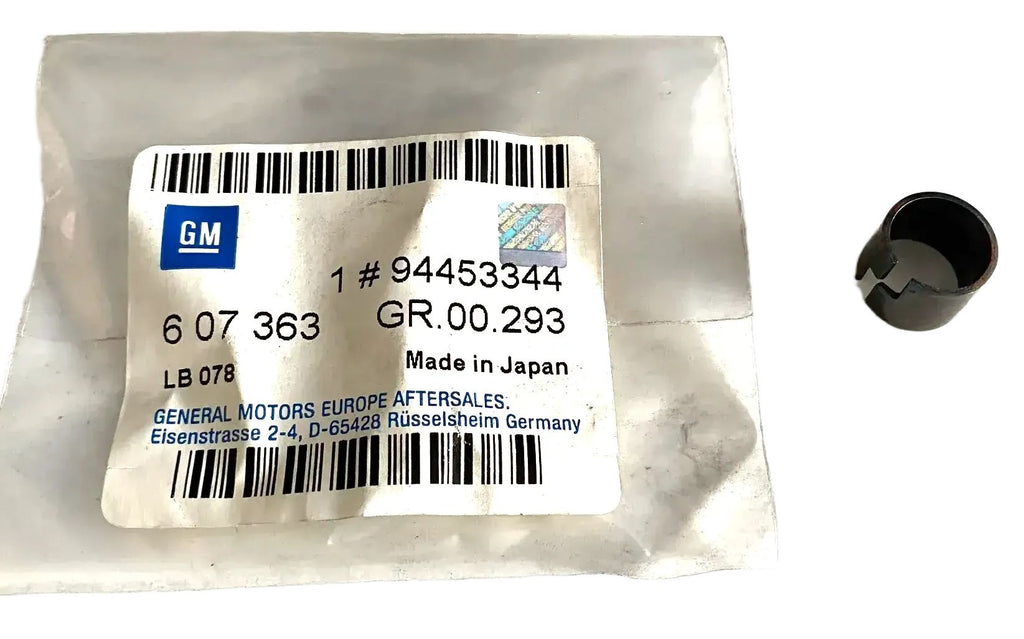 GM
1 # 94453344
6 07 363 GR.00.293
LB 078 Made in Japan
GENERAL MOTORS EUROPE AFTERSALES.
Eisenstrasse 2-4, D-65428 Rüsselsheim Germany